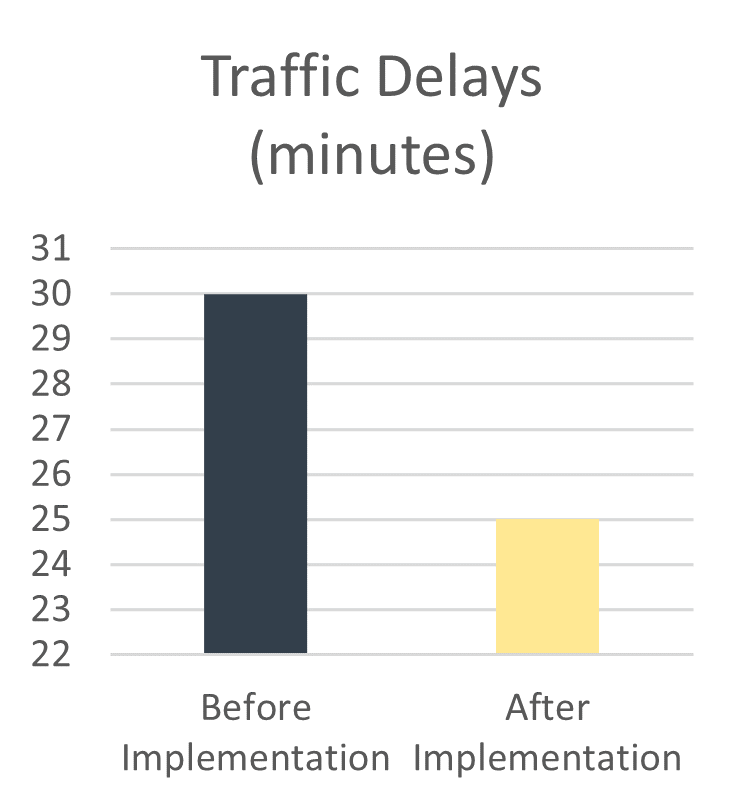 Traffic Delays
(minutes)
31
30
29
28
27
26
25
24
23
22
Before
Implementation
After
Implementation